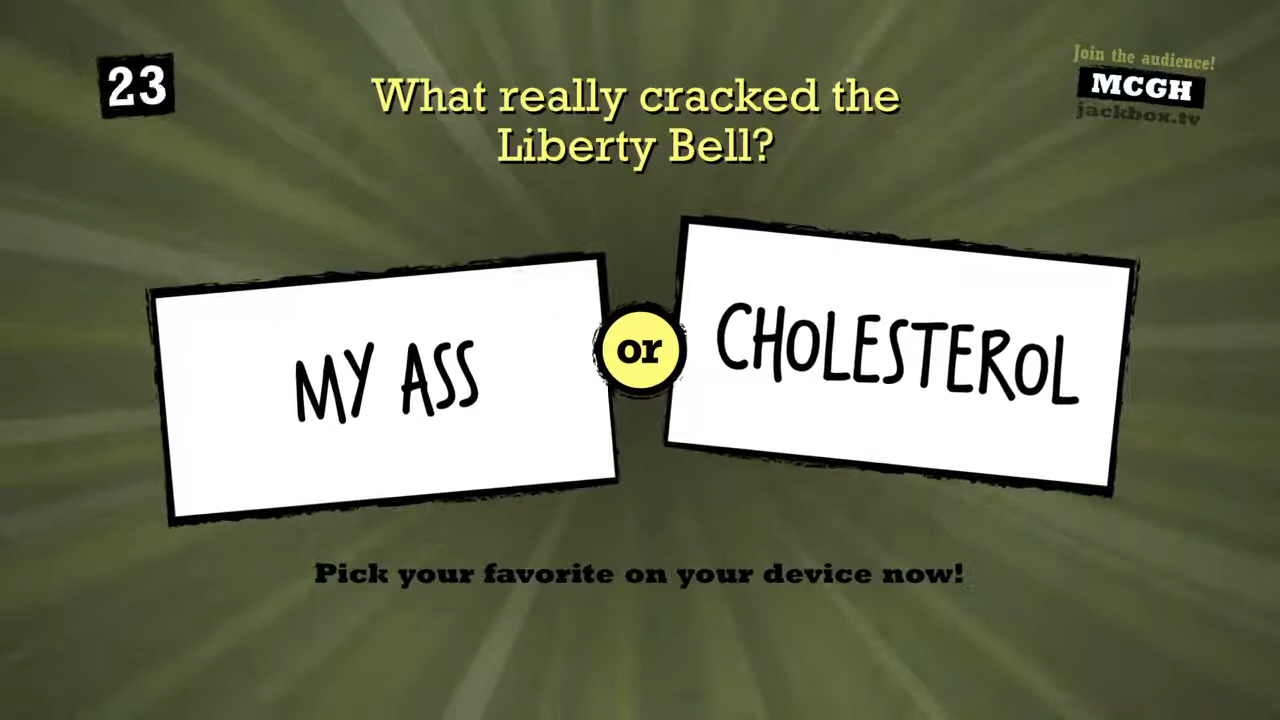 23
What really cracked the
Liberty Bell?
Join the audience!
MCGH
jackbox.tv
MY ASS
or
CHOLESTEROL
Pick your favorite on your device now!